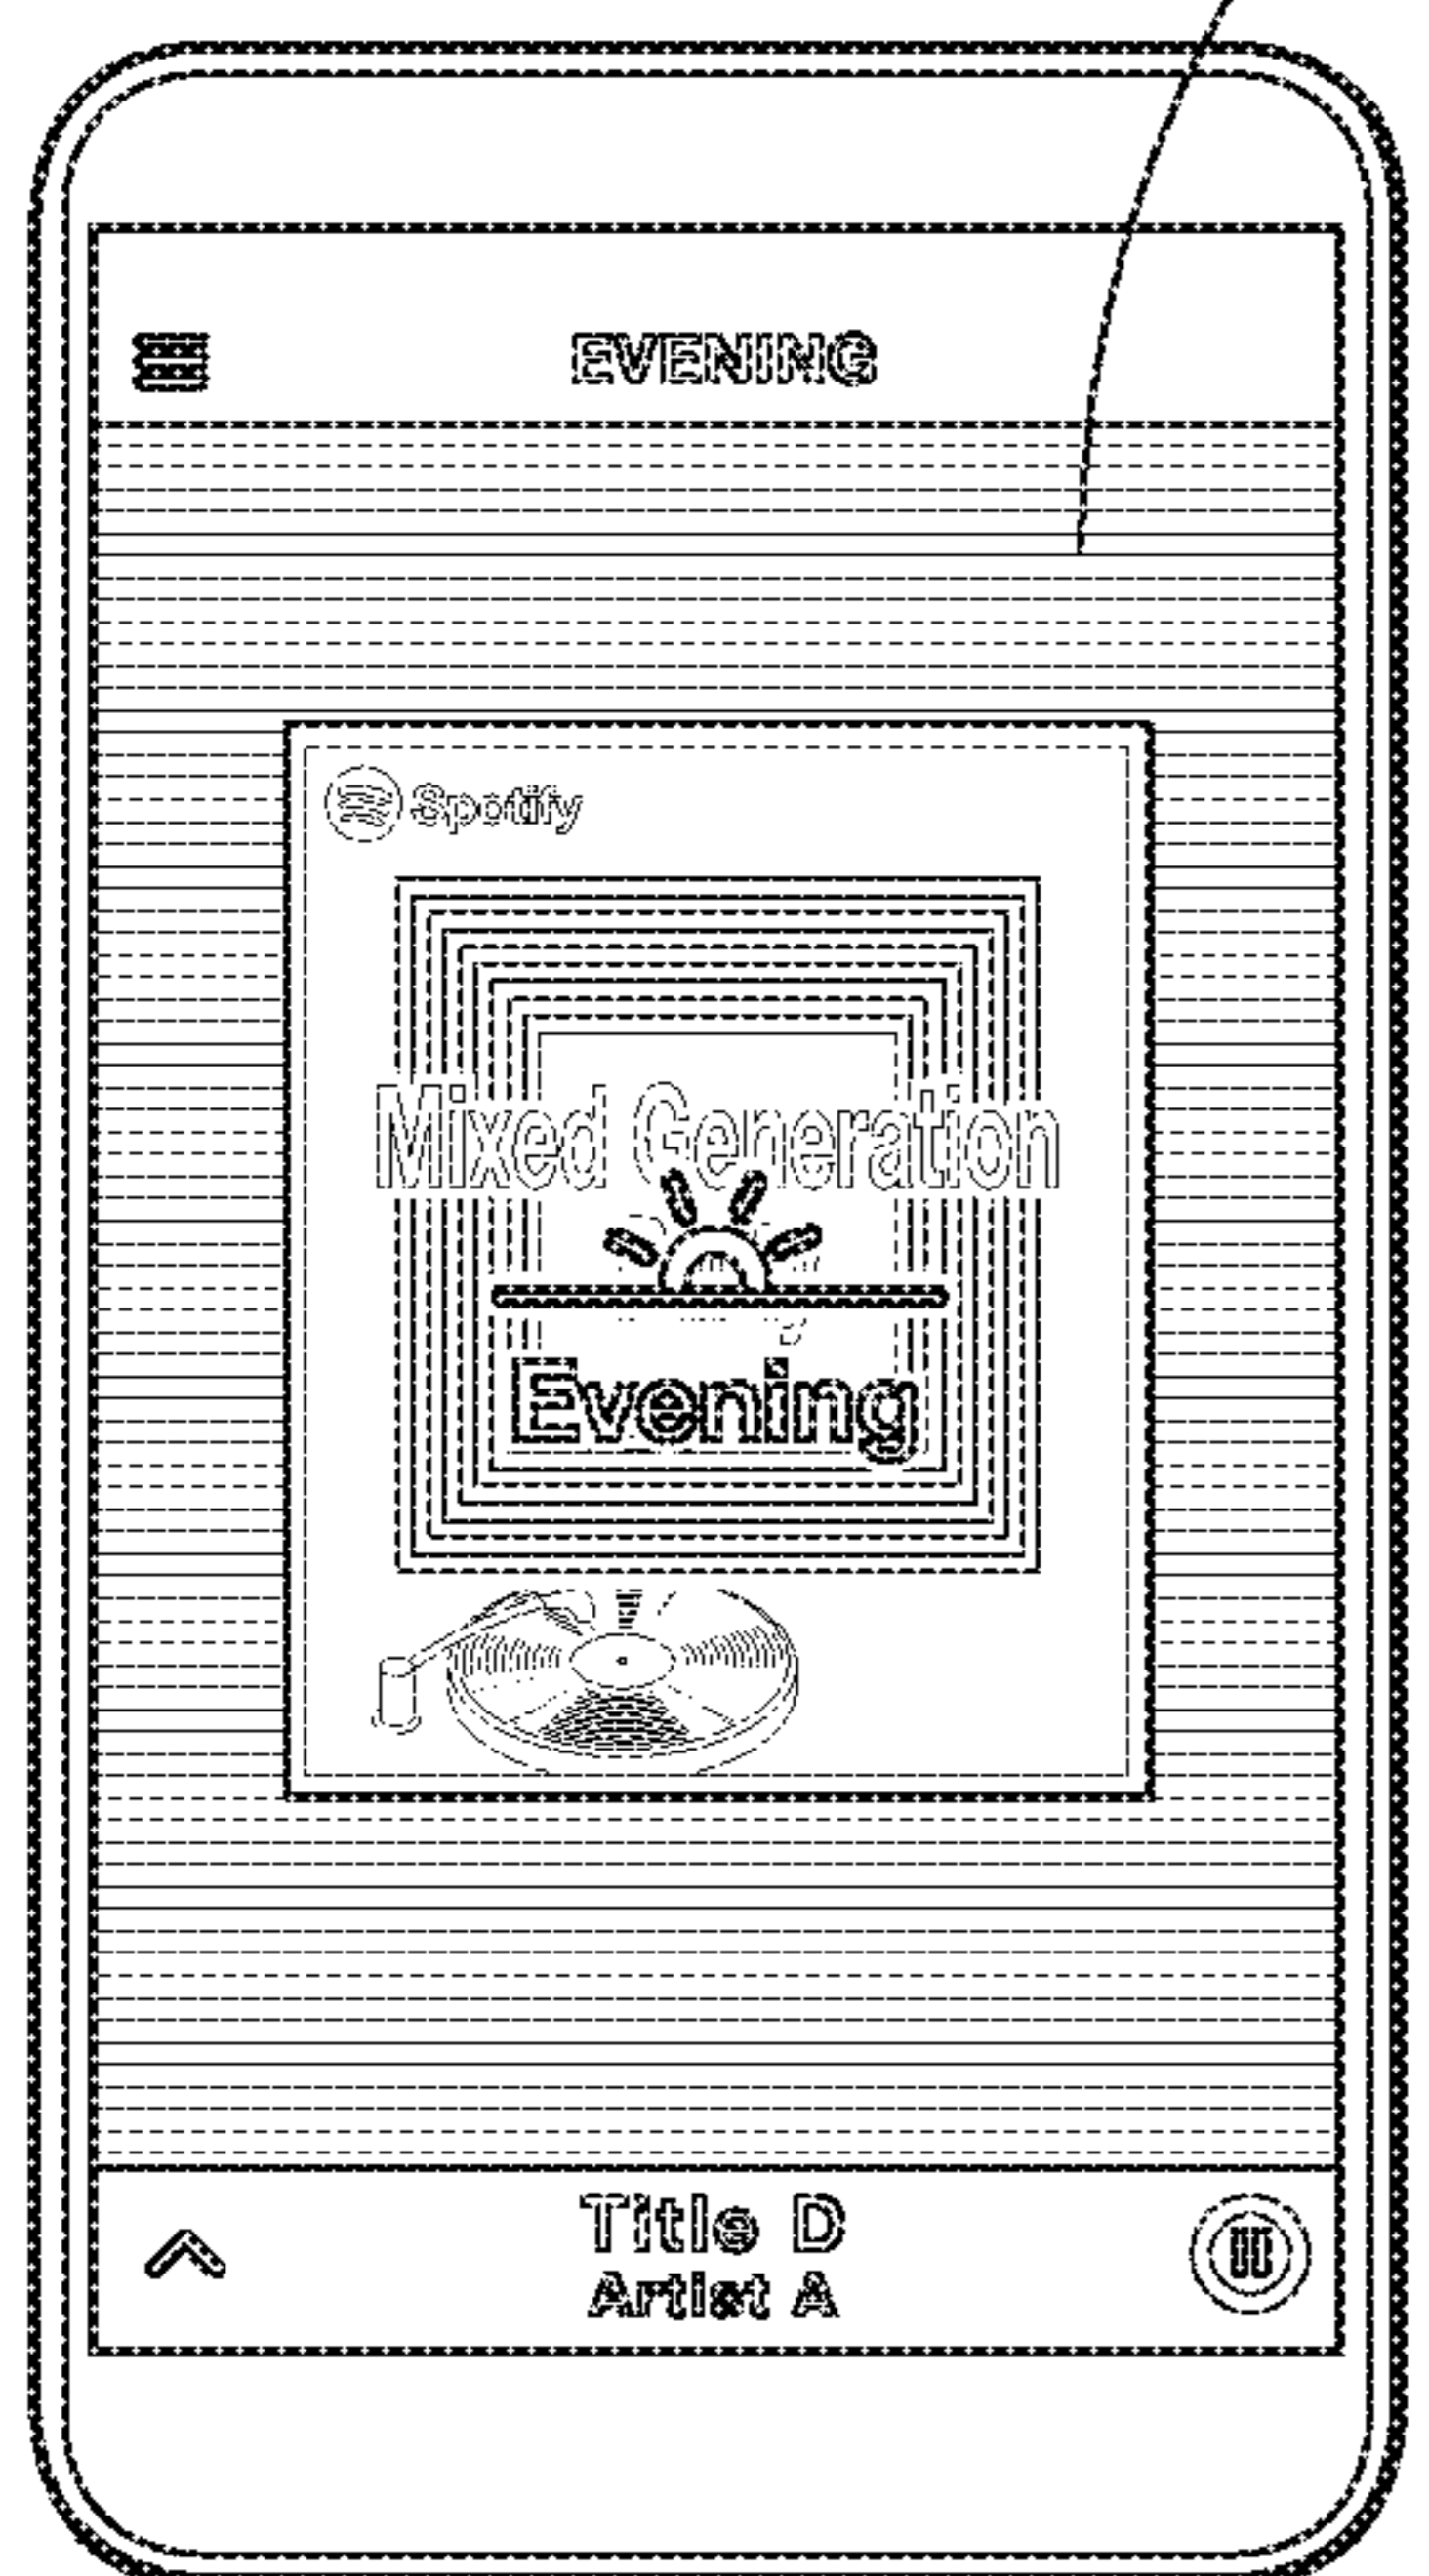 EVENING
Spotify
Mixed Generation
Evening
Title D
Artist A